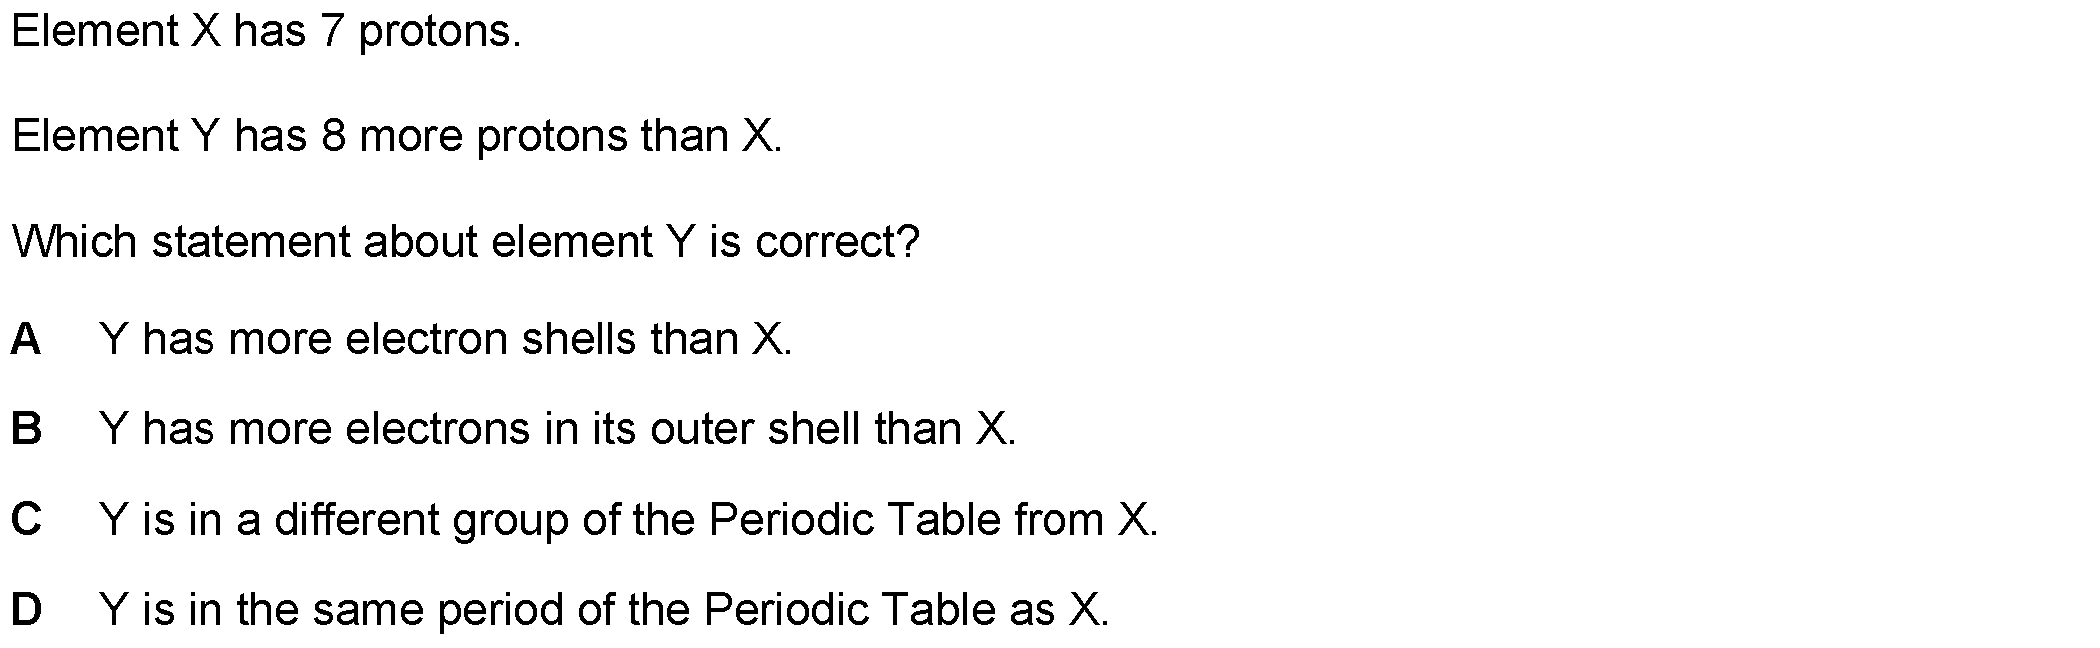 Element X has 7 protons.
Element Y has 8 more protons than X.
Which statement about element Y is correct?
A Y has more electron shells than X.
B Y has more electrons in its outer shell than X.
C Y is in a different group of the Periodic Table from X.
D Y is in the same period of the Periodic Table as X.